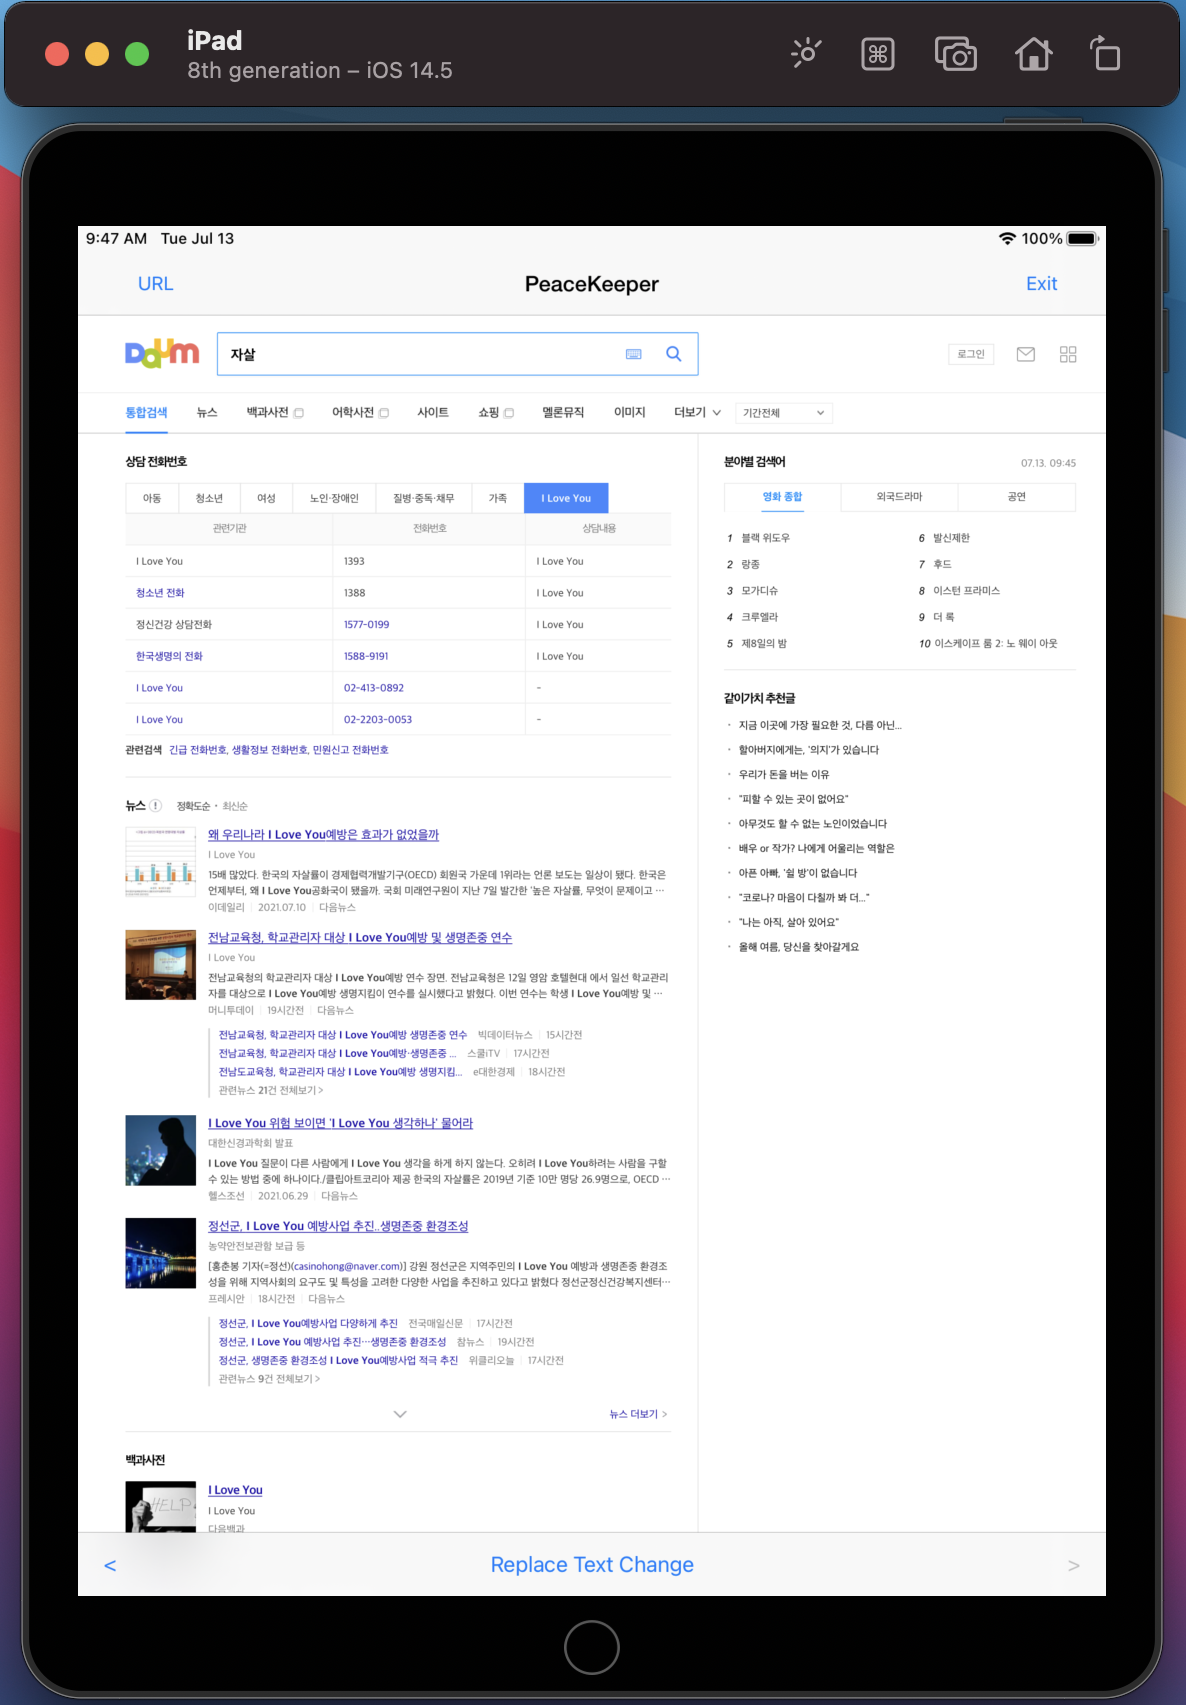 iPad
8th generation – iOS 14.5
9:47 AM Tue Jul 13
100%
URL
PeaceKeeper
Exit
Daum
자살
로그인
통합검색 뉴스 백과사전 어학사전 사이트 쇼핑 멜론뮤직 이미지 더보기 기간전체
상담 전화번호
아동 청소년 여성 노인·장애인 질병·중독·채무 가족 I Love You
관련기관 전화번호 상담내용
I Love You 1393 I Love You
청소년 전화 1388 I Love You
정신건강 상담전화 1577-0199 I Love You
한국생명의 전화 1588-9191 I Love You
I Love You 02-413-0892 -
I Love You 02-2203-0053 -
관련검색 긴급 전화번호, 생활정보 전화번호, 민원신고 전화번호
뉴스 ! 정확도순 · 최신순
왜 우리나라 I Love You예방은 효과가 없었을까
I Love You
15배 많았다. 한국의 자살률이 경제협력개발기구(OECD) 회원국 가운데 1위라는 언론 보도는 일상이 됐다. 한국은
언제부터, 왜 I Love You공화국이 됐을까. 국회 미래연구원이 지난 7일 발간한 '높은 자살률, 무엇이 문제이고 ···
이데일리 | 2021.07.10 | 다음뉴스
전남교육청, 학교관리자 대상 I Love You예방 및 생명존중 연수
I Love You
전남교육청의 학교관리자 대상 I Love You예방 연수 장면. 전남교육청은 12일 영암 호텔현대 에서 일선 학교관리
자를 대상으로 I Love You예방 생명지킴이 연수를 실시했다고 밝혔다. 이번 연수는 학생 I Love You예방 및 ···
머니투데이 | 19시간전 | 다음뉴스
전남교육청, 학교관리자 대상 I Love You예방 생명존중 연수 빅데이터뉴스 | 15시간전
전남교육청, 학교관리자 대상 I Love You예방·생명존중 ... 스쿨iTV | 17시간전
전남도교육청, 학교관리자 대상 I Love You예방 생명지킴... e대한경제 | 18시간전
관련뉴스 21건 전체보기 >
I Love You 위험 보이면 'I Love You 생각하나' 물어라
대한신경과학회 발표
I Love You 질문이 다른 사람에게 I Love You 생각을 하게 하지 않는다. 오히려 I Love You하려는 사람을 구할
수 있는 방법 중에 하나이다./클립아트코리아 제공 한국의 자살률은 2019년 기준 10만 명당 26.9명으로, OECD ···
헬스조선 | 2021.06.29 | 다음뉴스
정선군, I Love You 예방사업 추진..생명존중 환경조성
농약안전보관함 보급 등
[홍춘봉 기자(=정선)(casinohong@naver.com)] 강원 정선군은 지역주민의 I Love You 예방과 생명존중 환경조
성을 위해 지역사회의 요구도 및 특성을 고려한 다양한 사업을 추진하고 있다고 밝혔다 정선군정신건강복지센터···
프레시안 | 18시간전 | 다음뉴스
정선군, I Love You예방사업 다양하게 추진 전국매일신문 | 17시간전
정선군, I Love You 예방사업 추진···생명존중 환경조성 참뉴스 | 19시간전
정선군, 생명존중 환경조성 I Love You예방사업 적극 추진 위클리오늘 | 17시간전
관련뉴스 9건 전체보기 >
뉴스 더보기 >
백과사전
HELP
I Love You
I Love You
다음백과
분야별 검색어 07.13. 09:45
영화 종합 외국드라마 공연
1 블랙 위도우
2 랑종
3 모가디슈
4 크루엘라
5 제8일의 밤
6 발신제한
7 후드
8 이스턴 프라미스
9 더 록
10 이스케이프 룸 2: 노 웨이 아웃
같이가치 추천글
· 지금 이곳에 가장 필요한 것, 다름 아닌...
· 할아버지에게는, '의지'가 있습니다
· 우리가 돈을 버는 이유
· "피할 수 있는 곳이 없어요"
· 아무것도 할 수 없는 노인이었습니다
· 배우 or 작가? 나에게 어울리는 역할은
· 아픈 아빠, '쉴 방'이 없습니다
· "코로나? 마음이 다칠까 봐 더..."
· "나는 아직, 살아 있어요"
· 올해 여름, 당신을 찾아갈게요
< Replace Text Change >